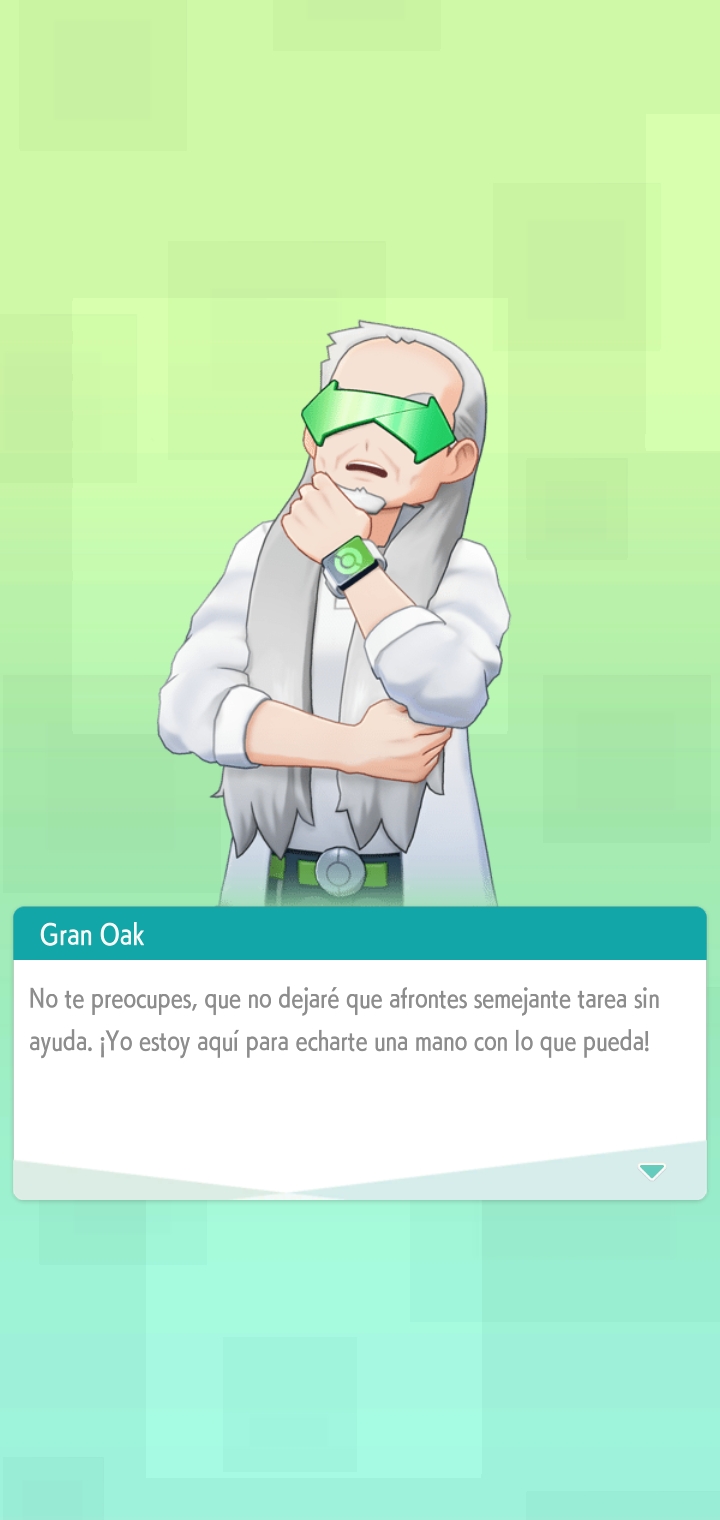 Gran Oak
No te preocupes, que no dejaré que afrontes semejante tarea sin
ayuda. ¡Yo estoy aquí para echarte una mano con lo que pueda!